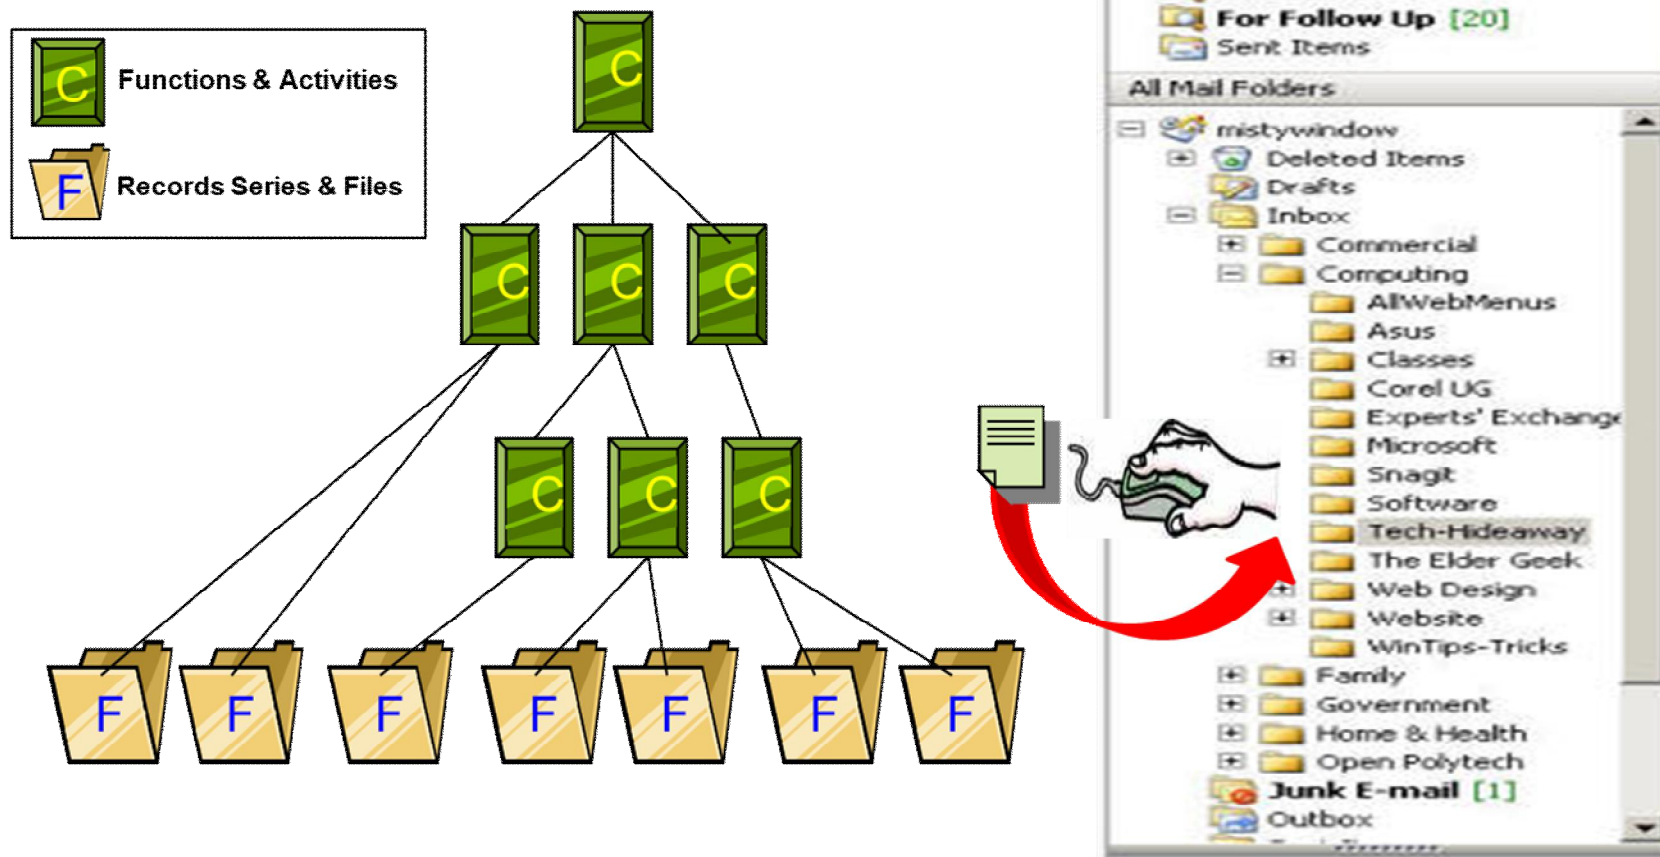 C Functions & Activities
F Records Series & Files
C
C C C
C C C
F F F F F F F
For Follow Up [20]
Sent Items
All Mail Folders
mistywindow
Deleted Items
Drafts
Inbox
Commercial
Computing
AllWebMenus
Asus
Classes
Corel UG
Experts' Exchange
Microsoft
Snagit
Software
Tech-Hideaway
The Elder Geek
Web Design
Website
WinTips-Tricks
Family
Government
Home & Health
Open Polytech
Junk E-mail [1]
Outbox